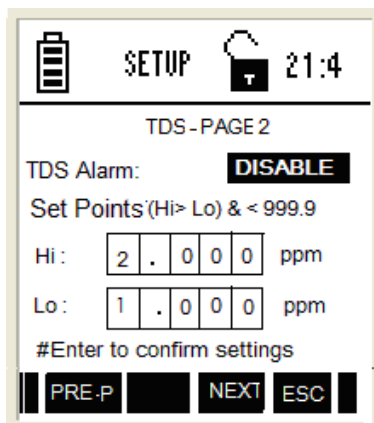 SETUP 21:4
TDS-PAGE 2
TDS Alarm: DISABLE
Set Points (Hi> Lo) & < 999.9
Hi : 2 . 0 0 0 ppm
Lo : 1 . 0 0 0 ppm
#Enter to confirm settings
PRE-P NEXT ESC